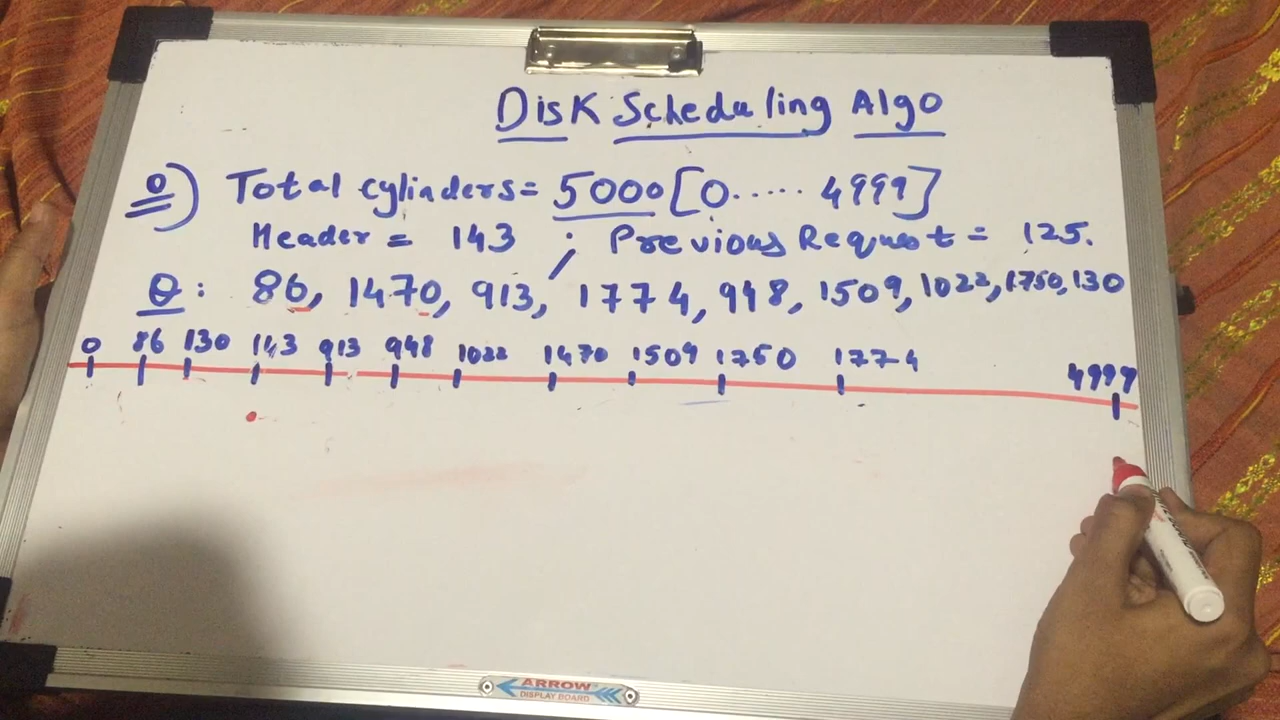 Disk Scheduling Algo
Q) Total cylinders = 5000 [0..... 4999]
Header = 143 ; Previous Request = 125.
Q: 86, 1470, 913, 1774, 948, 1509, 1022, 1750, 130
0 86 130 143 913 948 1022 1470 1509 1750 1774 4999
ARROW
DISPLAY BOARD